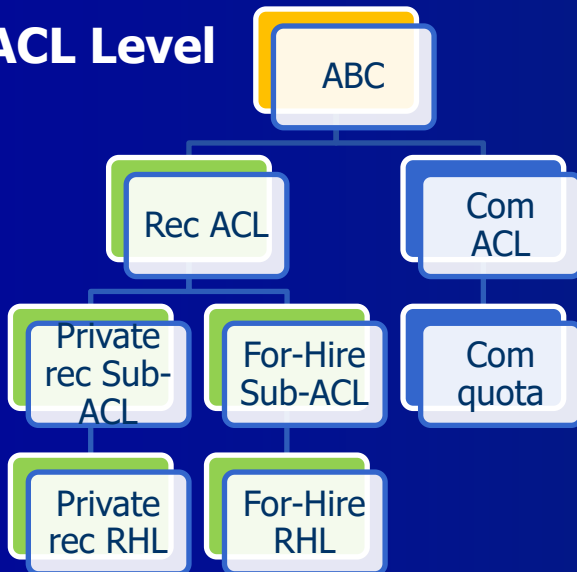 ACL Level
ABC
Rec ACL
Com
ACL
Private
rec Sub-
ACL
For-Hire
Sub-ACL
Com
quota
Private
rec RHL
For-Hire
RHL